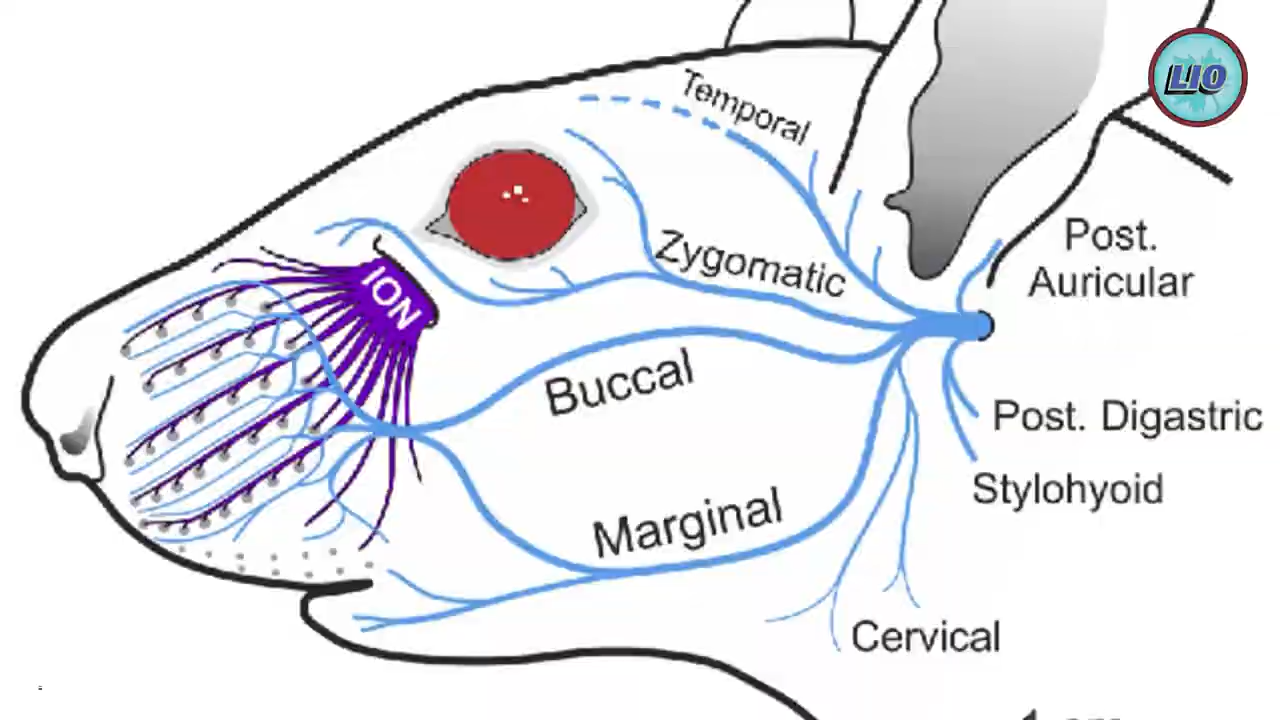 LIO
Temporal
Post.
Auricular
Zygomatic
ION
Buccal
Post. Digastric
Stylohyoid
Marginal
Cervical